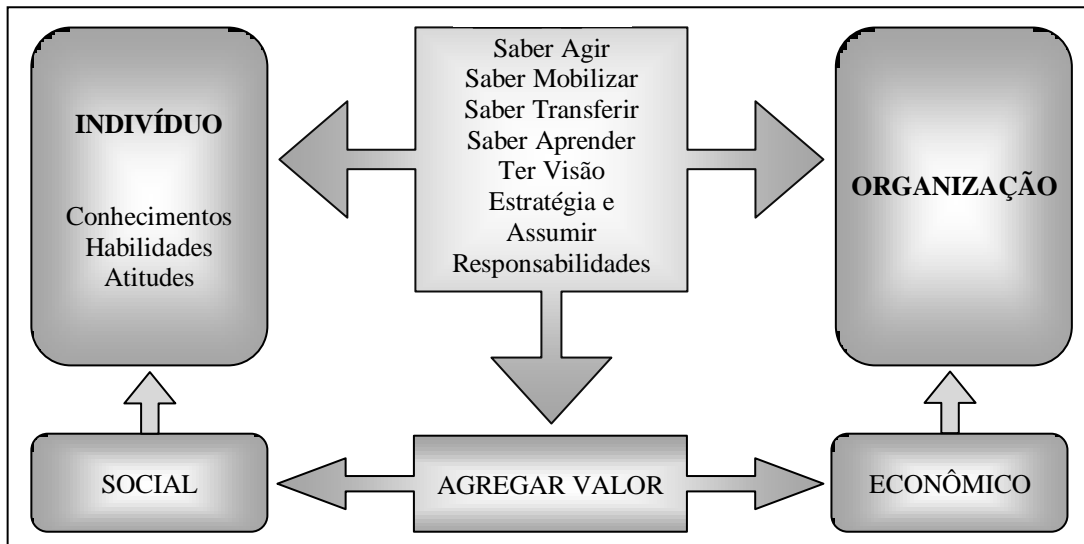 INDIVÍDUO
Conhecimentos
Habilidades
Atitudes
Saber Agir
Saber Mobilizar
Saber Transferir
Saber Aprender
Ter Visão
Estratégia e
Assumir
Responsabilidades
ORGANIZAÇÃO
SOCIAL
AGREGAR VALOR
ECONÔMICO